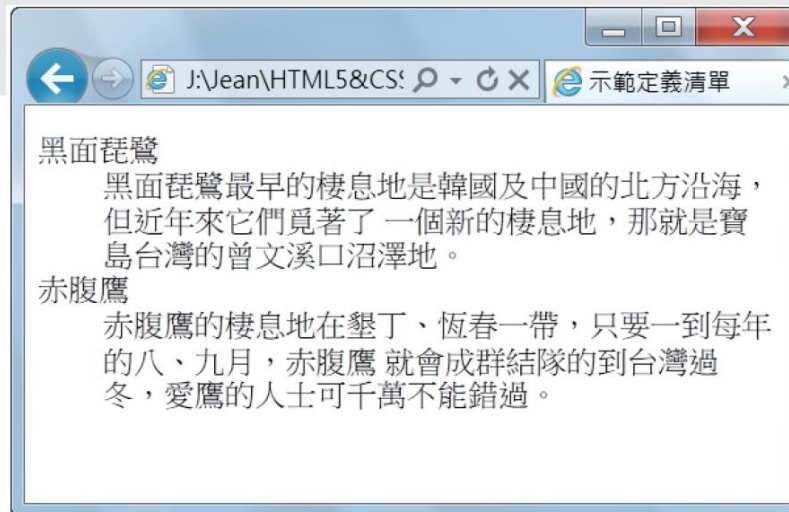 J:\Jean\HTML5&CS
示範定義清單
黑面琵鷺
黑面琵鷺最早的棲息地是韓國及中國的北方沿海，
但近年來它們覓著了 一個新的棲息地，那就是寶
島台灣的曾文溪口沼澤地。
赤腹鷹
赤腹鷹的棲息地在墾丁、恆春一帶，只要一到每年
的八、九月，赤腹鷹 就會成群結隊的到台灣過
冬，愛鷹的人士可千萬不能錯過。